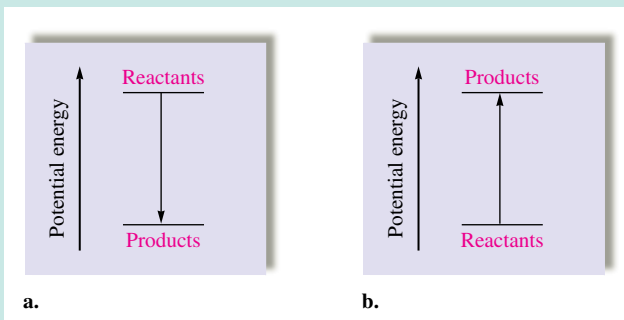 Potential energy
Reactants
Products
a.
Potential energy
Products
Reactants
b.